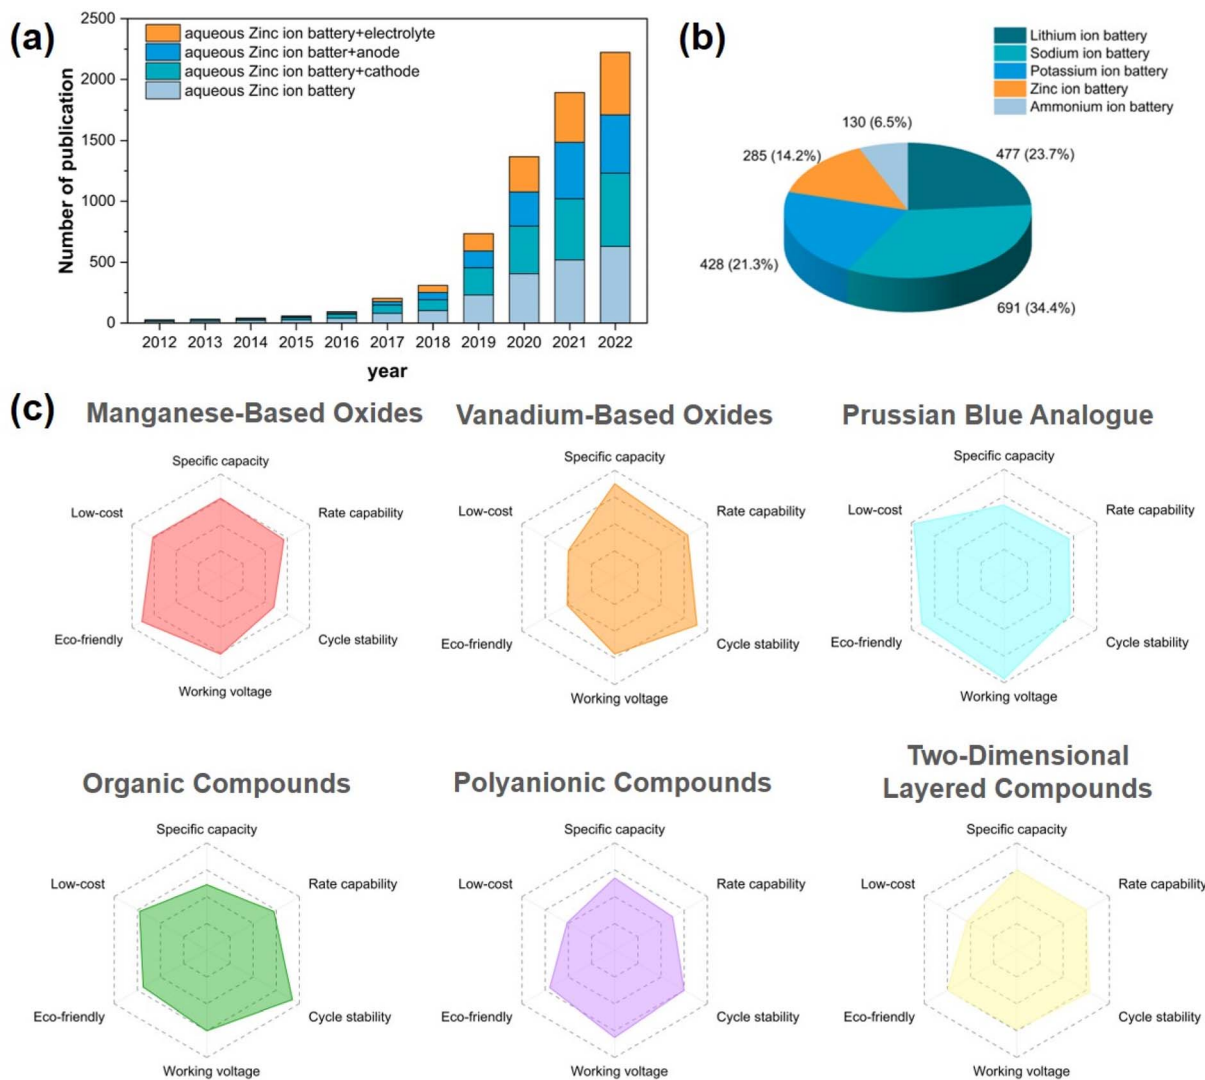 (a)
2500
2000
1500
1000
500
0
Number of publication
aqueous Zinc ion battery+electrolyte
aqueous Zinc ion batter+anode
aqueous Zinc ion battery+cathode
aqueous Zinc ion battery
2012 2013 2014 2015 2016 2017 2018 2019 2020 2021 2022
year
(b)
Lithium ion battery
Sodium ion battery
Potassium ion battery
Zinc ion battery
Ammonium ion battery
130 (6.5%)
477 (23.7%)
285 (14.2%)
428 (21.3%)
691 (34.4%)
(c)
Manganese-Based Oxides
Specific capacity
Low-cost
Rate capability
Eco-friendly
Cycle stability
Working voltage
Vanadium-Based Oxides
Specific capacity
Low-cost
Rate capability
Eco-friendly
Cycle stability
Working voltage
Prussian Blue Analogue
Specific capacity
Low-cost
Rate capability
Eco-friendly
Cycle stability
Working voltage
Organic Compounds
Specific capacity
Low-cost
Rate capability
Eco-friendly
Cycle stability
Working voltage
Polyanionic Compounds
Specific capacity
Low-cost
Rate capability
Eco-friendly
Cycle stability
Working voltage
Two-Dimensional
Layered Compounds
Specific capacity
Low-cost
Rate capability
Eco-friendly
Cycle stability
Working voltage